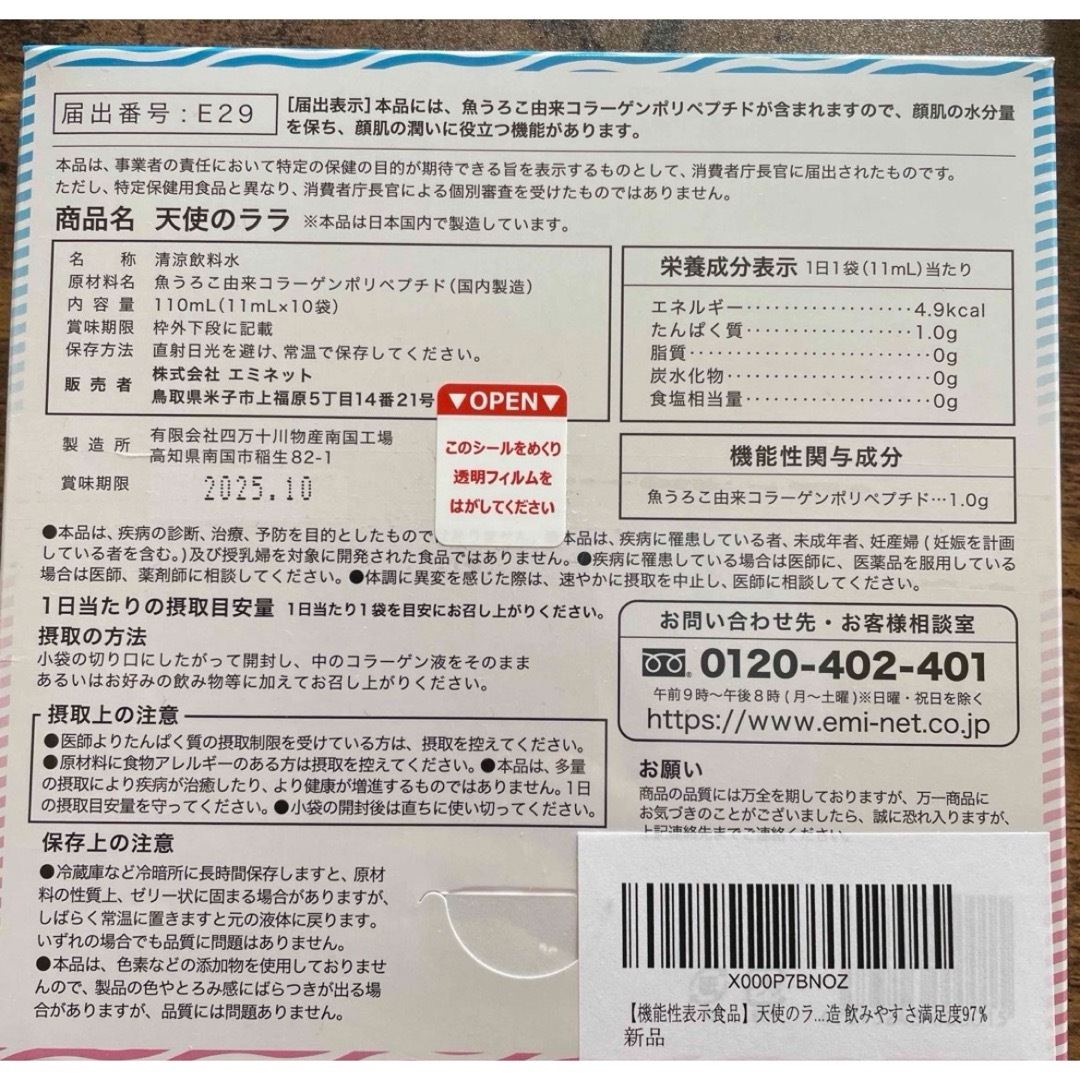 届出番号:E29
[届出表示]本品には、魚うろこ由来コラーゲンポリペプチドが含まれますので、顔肌の水分量
を保ち、顔肌の潤いに役立つ機能があります。
本品は、事業者の責任において特定の保健の目的が期待できる旨を表示するものとして、消費者庁長官に届出されたものです。
ただし、特定保健用食品と異なり、消費者庁長官による個別審査を受けたものではありません。
商品名 天使のララ ※本品は日本国内で製造しています。
名称 清涼飲料水
原材料名 魚うろこ由来コラーゲンポリペプチド(国内製造)
内容量 110mL(11mL×10袋)
賞味期限 枠外下段に記載
保存方法 直射日光を避け、常温で保存してください。
販売者 株式会社 エミネット
鳥取県米子市上福原5丁目14番21号
製造所 有限会社四万十川物産南国工場
高知県南国市稲生82-1
賞味期限 2025.10
▼OPEN▼
このシールをめくり
透明フィルムを
はがしてください
栄養成分表示 1日1袋(11mL)当たり
エネルギー・・・・・・・・・・・・・・・・・・4.9kcal
たんぱく質・・・・・・・・・・・・・・・・・・1.0g
脂質・・・・・・・・・・・・・・・・・・・・・・・・0g
炭水化物・・・・・・・・・・・・・・・・・・・・0g
食塩相当量・・・・・・・・・・・・・・・・・・0g
機能性関与成分
魚うろこ由来コラーゲンポリペプチド…1.0g
●本品は、疾病の診断、治療、予防を目的としたもので 本品は、疾病に罹患している者、未成年者、妊産婦(妊娠を計画
している者を含む。)及び授乳婦を対象に開発された食品ではありません。●疾病に罹患している場合は医師に、医薬品を服用している
場合は医師、薬剤師に相談してください。●体調に異変を感じた際は、速やかに摂取を中止し、医師に相談してください。
1日当たりの摂取目安量 1日当たり1袋を目安にお召し上がりください。
摂取の方法
小袋の切り口にしたがって開封し、中のコラーゲン液をそのまま
あるいはお好みの飲み物等に加えてお召し上がりください。
摂取上の注意
●医師よりたんぱく質の摂取制限を受けている方は、摂取を控えてください。
●原材料に食物アレルギーのある方は摂取を控えてください。●本品は、多量
の摂取により疾病が治癒したり、より健康が増進するものではありません。1日
の摂取目安量を守ってください。●小袋の開封後は直ちに使い切ってください。
保存上の注意
●冷蔵庫など冷暗所に長時間保存しますと、原材
料の性質上、ゼリー状に固まる場合がありますが、
しばらく常温に置きますと元の液体に戻ります。
いずれの場合でも品質に問題はありません。
●本品は、色素などの添加物を使用しておりませ
んので、製品の色やとろみ感にばらつきが出る場
合がありますが、品質には問題ありません。
お問い合わせ先・お客様相談室
0120-402-401
午前9時〜午後8時(月〜土曜)※日曜・祝日を除く
https://www.emi-net.co.jp
お願い
商品の品質には万全を期しておりますが、万一商品に
お気づきのことがございましたら、誠に恐れ入りますが、
上記連絡先までご連絡ください。
X000P7BNOZ
【機能性表示食品】天使のラ...造 飲みやすさ満足度97%
新品